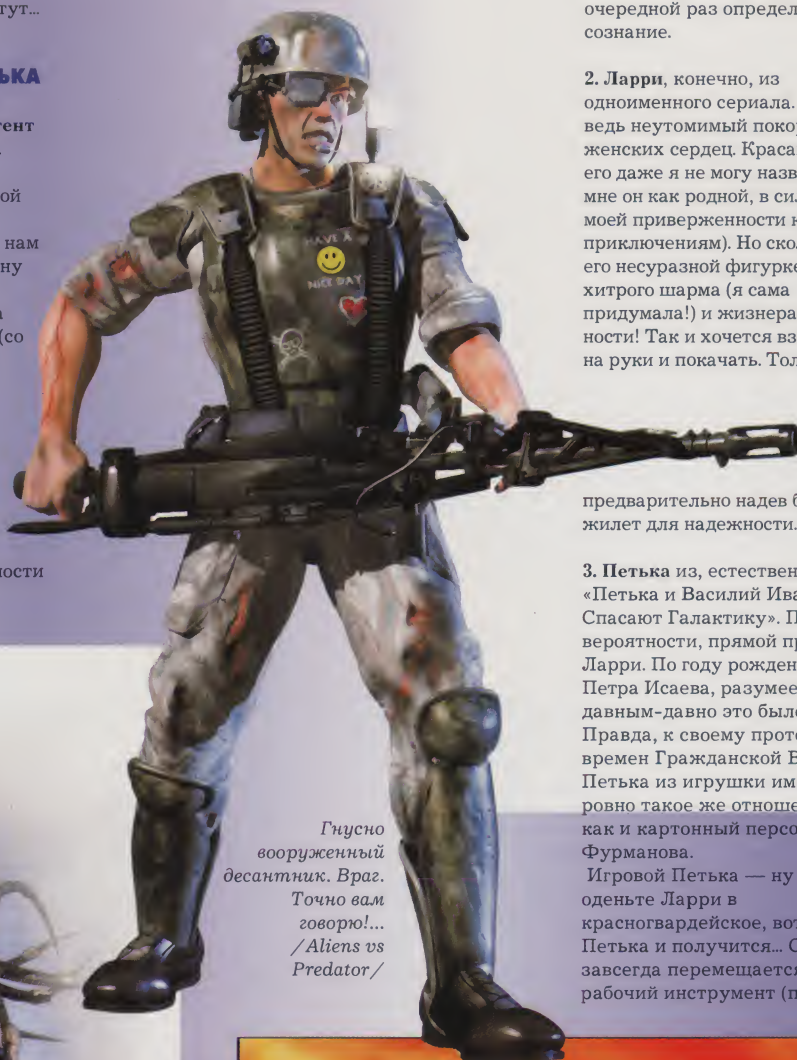 гут...
ЬКА
тент
ой
нам
ну
а
(со
ности
HAVE A
NICE DAY
Гнусно
вооруженный
десантник. Враг.
Точно вам
говорю!...
/Aliens vs
Predator/
очередной раз определ
сознание.
2. Ларри, конечно, из
одноименного сериала.
ведь неутомимый поко
женских сердец. Краса
его даже я не могу назв
мне он как родной, в си
моей приверженности к
приключениям). Но ско
его несуразной фигурке
хитрого шарма (я сама
придумала!) и жизнера
ности! Так и хочется вз
на руки и покачать. Тол
предварительно надев б
жилет для надежности.
3. Петька из, естествен
«Петька и Василий Ива
Спасают Галактику». П
вероятности, прямой п
Ларри. По году рожден
Петра Исаева, разумее
давным-давно это был
Правда, к своему прото
времен Гражданской В
Петька из игрушки им
ровно такое же отноше
как и картонный персо
Фурманова.
Игровой Петька — ну
оденьте Ларри в
красногвардейское, вот
Петька и получится... С
завсегда перемещается
рабочий инструмент (п